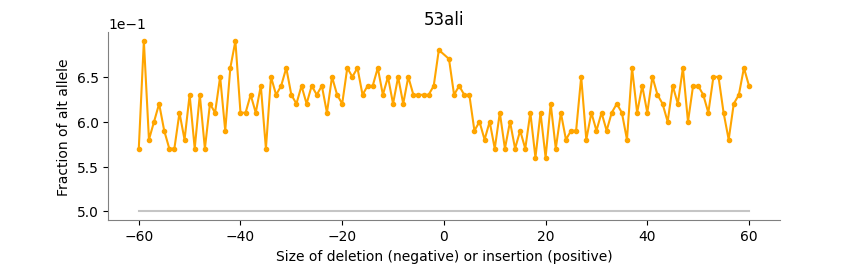 53ali
1e−1
Fraction of alt allele
6.5
6.0
5.5
5.0
−60 −40 −20 0 20 40 60
Size of deletion (negative) or insertion (positive)